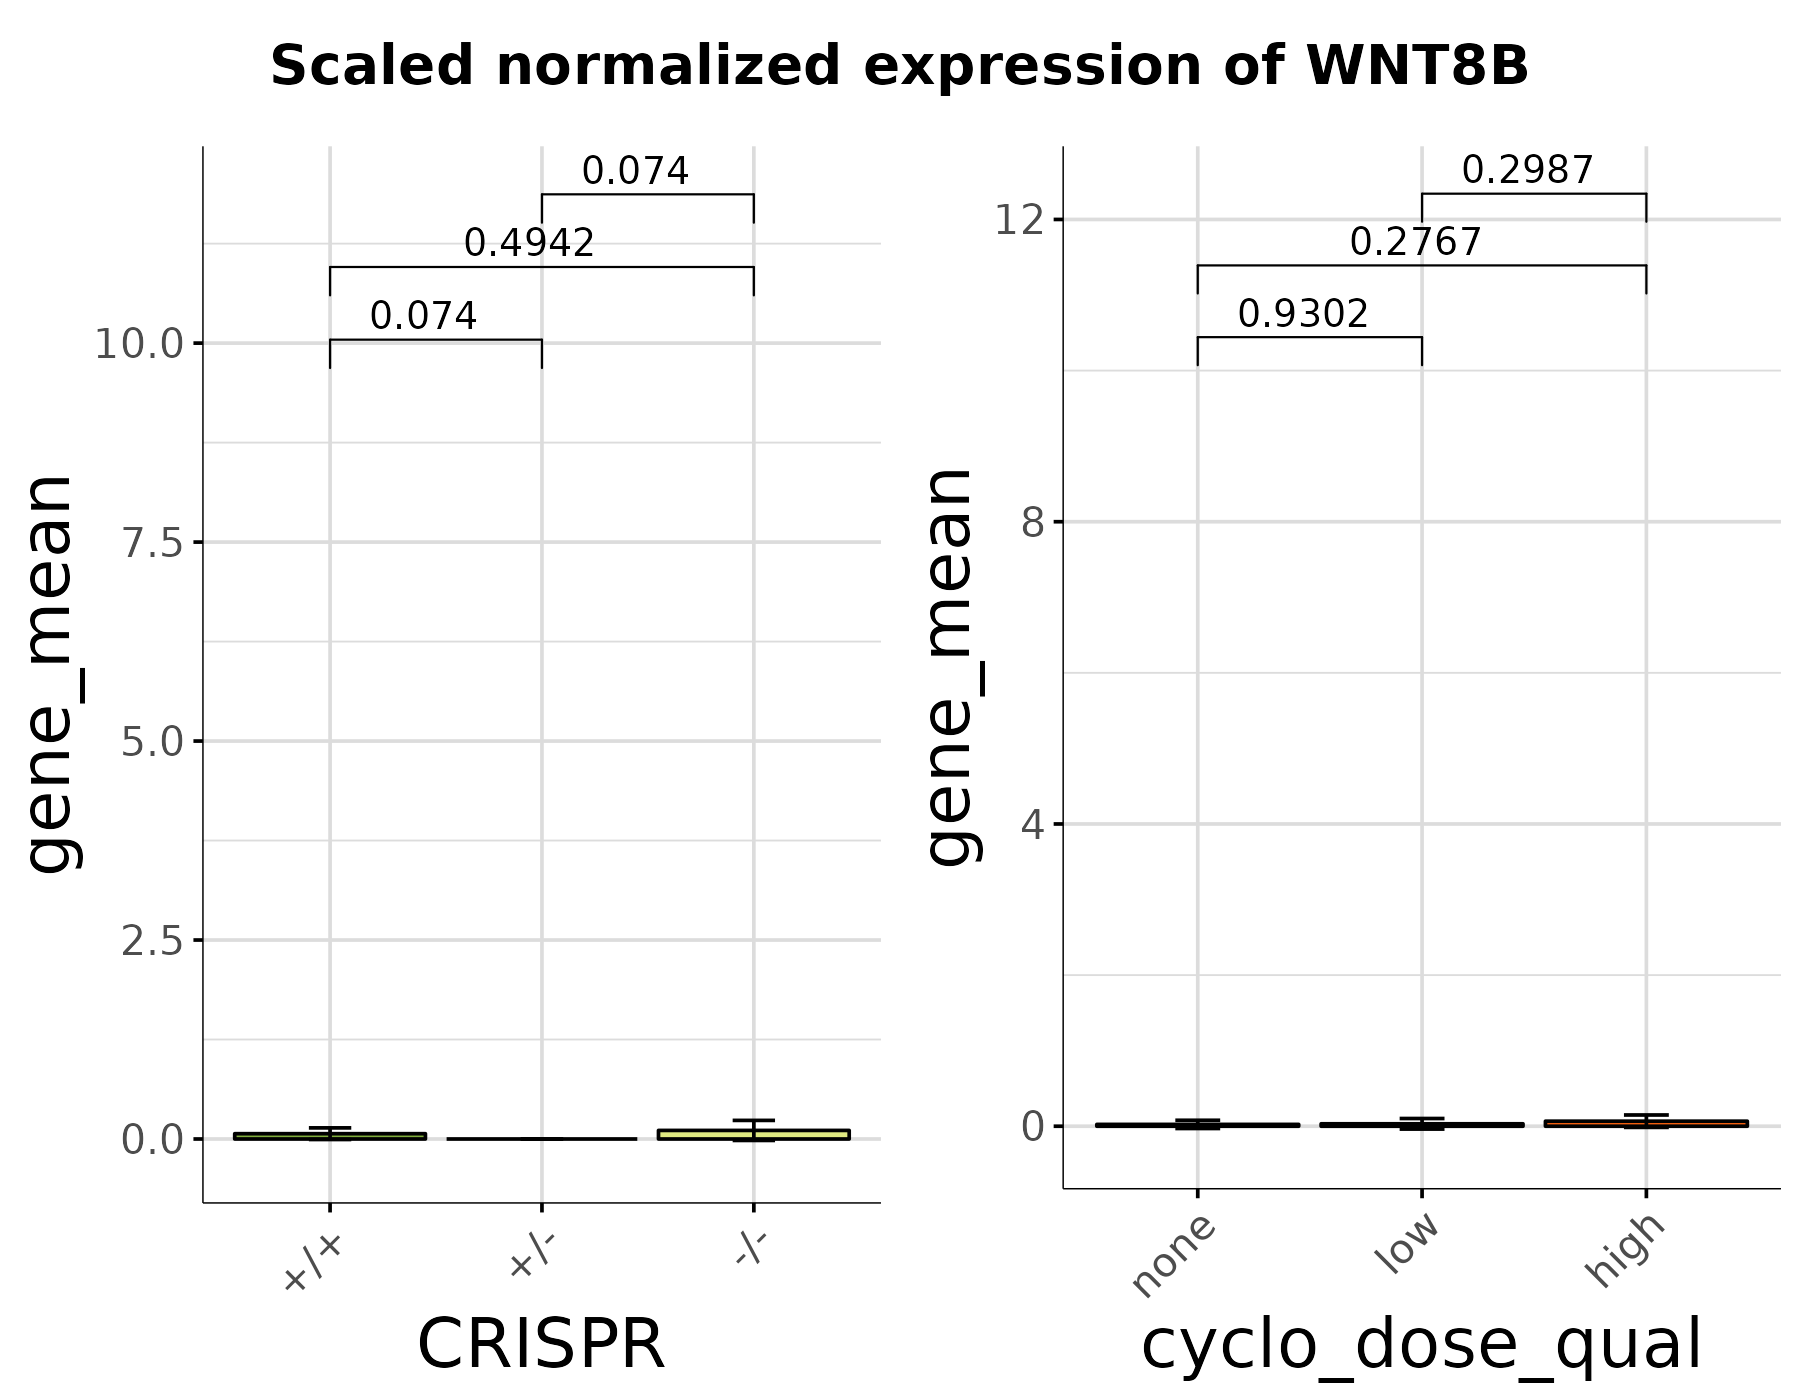 Scaled normalized expression of WNT8B
gene_mean
10.0
7.5
5.0
2.5
0.0
0.074
0.4942
0.074
+/+
+/-
-/-
CRISPR
gene_mean
12
8
4
0
0.2987
0.2767
0.9302
none
low
high
cyclo_dose_qual